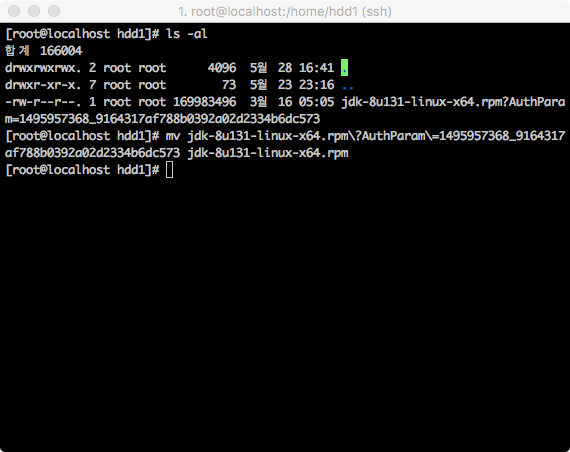 1. root@localhost:/home/hdd1 (ssh)
[root@localhost hdd1]# ls -al
합계 166004
drwxrwxrwx. 2 root root      4096  5월  28 16:41 .
drwxr-xr-x. 7 root root        73  5월  23 23:16 ..
-rw-r--r--. 1 root root 169983496  3월  16 05:05 jdk-8u131-linux-x64.rpm?AuthPara
m=1495957368_9164317af788b0392a02d2334b6dc573
[root@localhost hdd1]# mv jdk-8u131-linux-x64.rpm\?AuthParam\=1495957368_9164317
af788b0392a02d2334b6dc573 jdk-8u131-linux-x64.rpm
[root@localhost hdd1]#